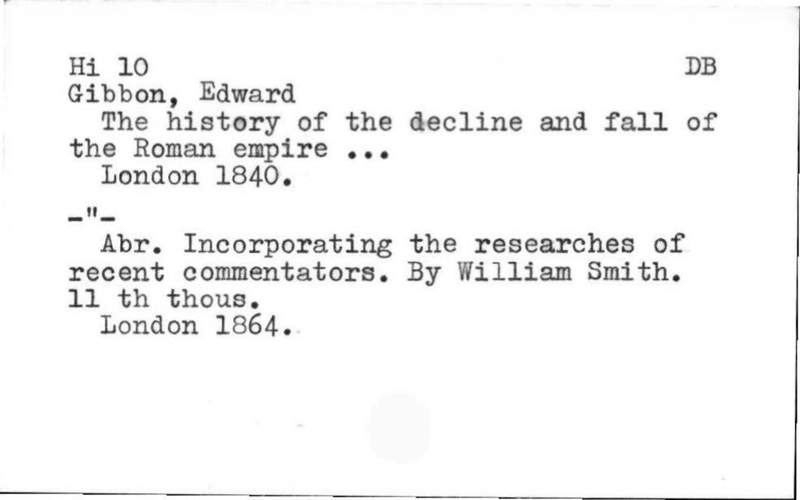 Hi 10 DB
Gibbon, Edward
The history of the decline and fall of
the Roman empire ...
London 1840.
_"_
Abr. Incorporating the researches of
recent commentators. By William Smith.
11 th thous.
London 1864.